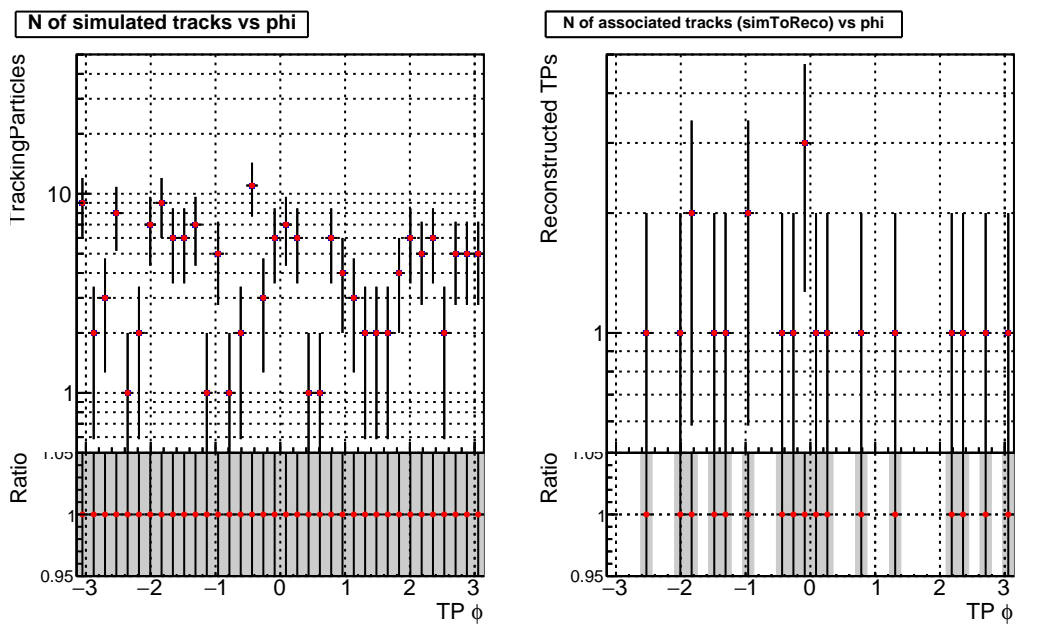 N of simulated tracks vs phi
TrackingParticles
10
1
Ratio
1.05
1
0.95
−3 −2 −1 0 1 2 3
TP ϕ
N of associated tracks (simToReco) vs phi
Reconstructed TPs
1
Ratio
1.05
1
0.95
−3 −2 −1 0 1 2 3
TP ϕ